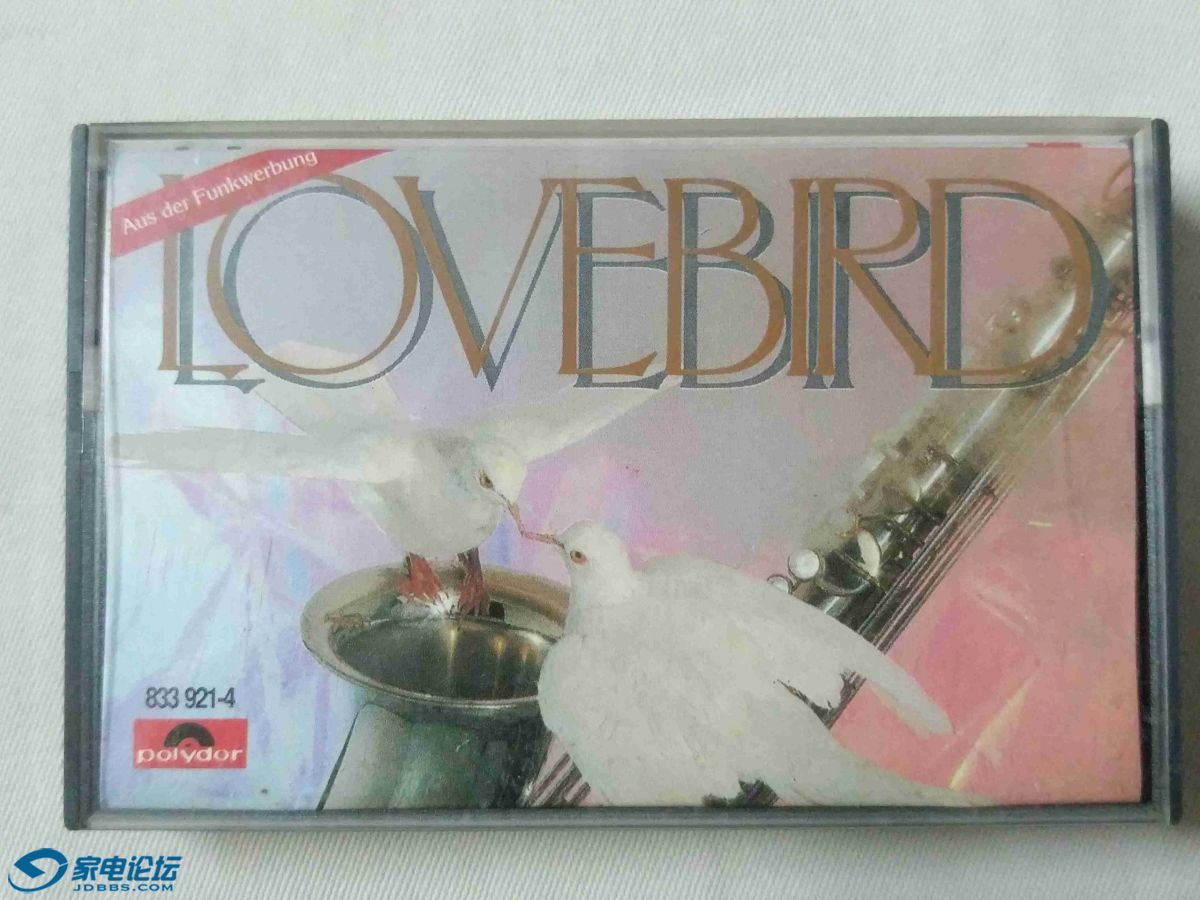 Aus der Funkwerbung
LOVEBIRD
833 921-4
polydor
家电论坛
JDBBS.COM